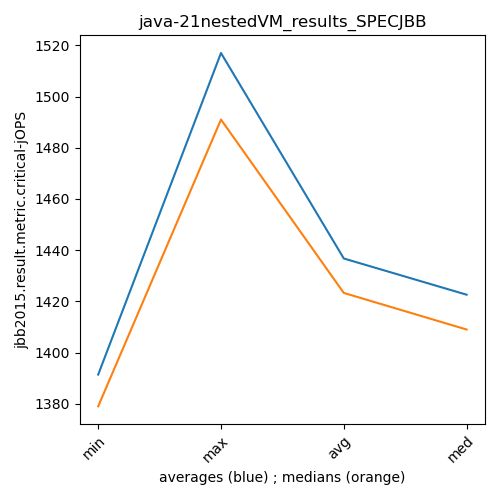 java-21nestedVM_results_SPECJBB
jbb2015.result.metric.critical-jOPS
1520
1500
1480
1460
1440
1420
1400
1380
min
max
avg
med
averages (blue) ; medians (orange)